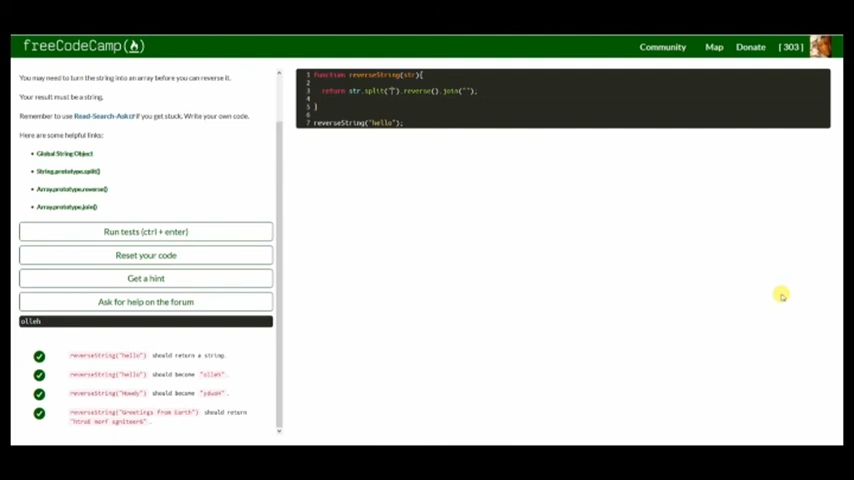 freeCodeCamp(🔥)
Community Map Donate [ 303 ]
You may need to turn the string into an array before you can reverse it.
Your result must be a string.
Remember to use Read-Search-Ask if you get stuck. Write your own code.
Here are some helpful links:
Global String Object
String.prototype.split()
Array.prototype.reverse()
Array.prototype.join()
Run tests (ctrl + enter)
Reset your code
Get a hint
Ask for help on the forum
olleh
reverseString("hello") should return a string.
reverseString("hello") should become "olleh".
reverseString("Howdy") should become "ydwoH".
reverseString("Greetings from Earth") should return
"htraE morf sgniteerG".
1 function reverseString(str){
2
3 return str.split("").reverse().join("");
4
5 }
6
7 reverseString("hello");